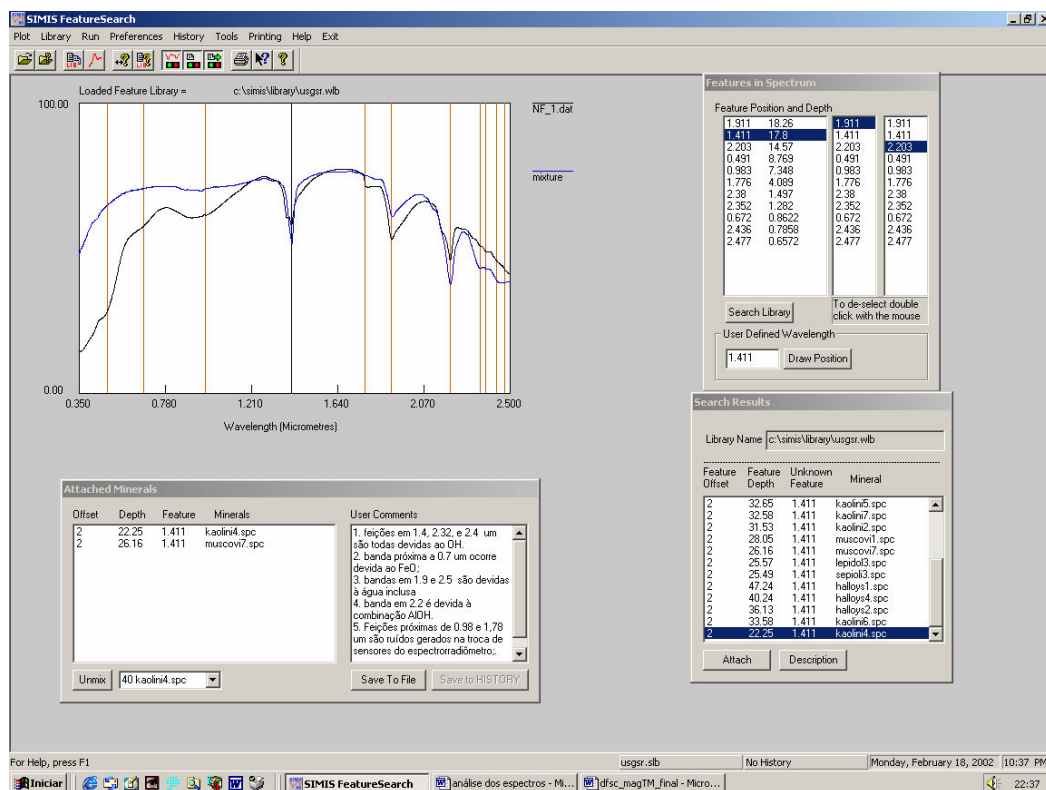 SIMIS FeatureSearch
Plot Library Run Preferences History Tools Printing Help Exit
Loaded Feature Library = c:\simis\library\usgsr.wlb
100.00
NF_1.dat
mixture
0.00
0.350 0.780 1.210 1.640 2.070 2.500
Wavelength (Micrometres)
Features in Spectrum
Feature Position and Depth
1.911 18.26 1.911 1.911
1.411 17.8 1.411 1.411
2.203 14.57 2.203 2.203
0.491 8.769 0.491 0.491
0.983 7.348 0.983 0.983
1.776 4.089 1.776 1.776
2.38 1.497 2.38 2.38
2.352 1.282 2.352 2.352
0.672 0.8622 0.672 0.672
2.436 0.7858 2.436 2.436
2.477 0.6572 2.477 2.477
Search Library
To de-select double
click with the mouse
User Defined Wavelength
1.411 Draw Position
Search Results
Library Name c:\simis\library\usgsr.wlb
Feature Feature Unknown Mineral
Offset Depth Feature
2 32.65 1.411 kaolini5.spc
2 32.58 1.411 kaolini7.spc
2 31.53 1.411 kaolini2.spc
2 28.05 1.411 muscovi1.spc
2 26.16 1.411 muscovi7.spc
2 25.57 1.411 lepidol3.spc
2 25.49 1.411 sepioli3.spc
2 47.24 1.411 halloys1.spc
2 40.24 1.411 halloys4.spc
2 36.13 1.411 halloys2.spc
2 33.58 1.411 kaolini6.spc
2 22.25 1.411 kaolini4.spc
Attach Description
Attached Minerals
Offset Depth Feature Minerals
2 22.25 1.411 kaolini4.spc
2 26.16 1.411 muscovi7.spc
User Comments
1. feições em 1.4, 2.32, e 2.4 um
são todas devidas ao OH.
2. banda próxima a 0.7 um ocorre
devida ao FeO;
3. bandas em 1.9 e 2.5 são devidas
à água inclusa
4. banda em 2.2 é devida à
combinação AlOH.
5. Feições próximas de 0.98 e 1,78
um são ruídos gerados na troca de
sensores do espectrorradiômetro;.
Unmix 40 kaolini4.spc Save To File Save to HISTORY
For Help, press F1 usgsr.slb No History Monday, February 18, 2002 10:37 PM
Iniciar SIMIS FeatureSearch análise dos espectros - Mi... dfsc_magTM_final - Micro... 22:37